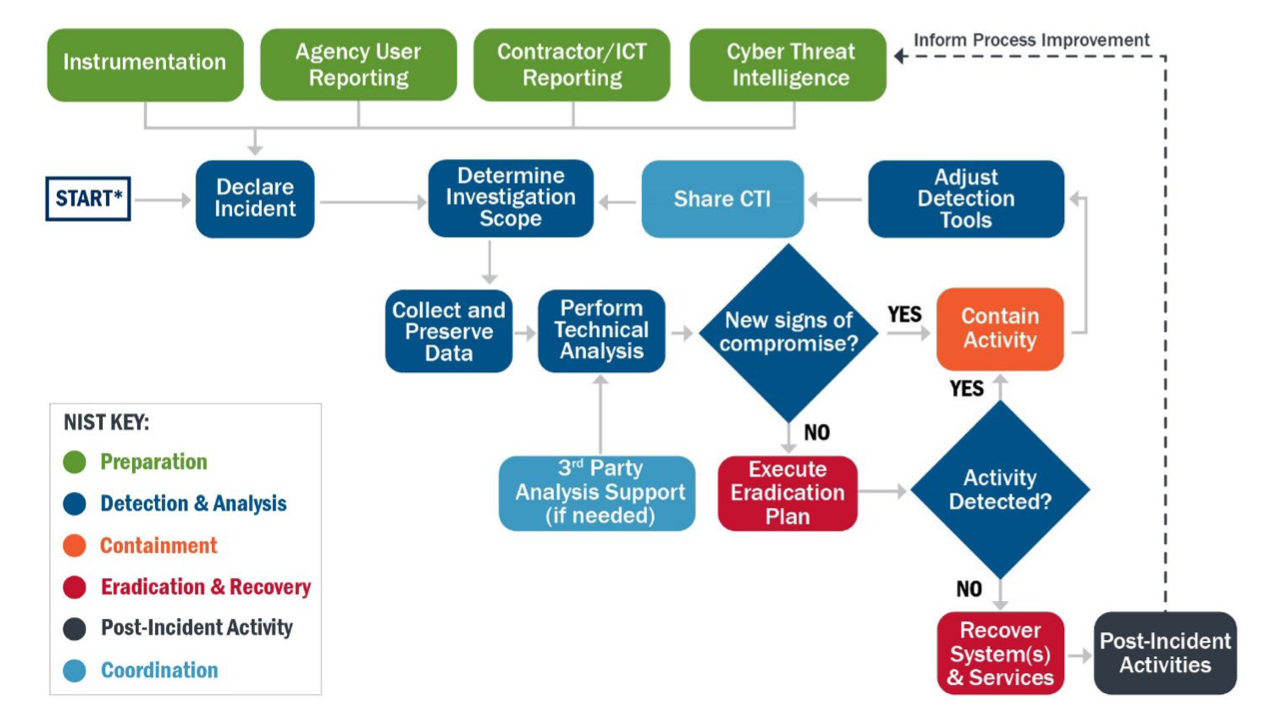 Inform Process Improvement
Instrumentation
Agency User
Reporting
Contractor/ICT
Reporting
Cyber Threat
Intelligence
START*
Declare
Incident
Determine
Investigation
Scope
Share CTI
Adjust
Detection
Tools
Collect and
Preserve
Data
Perform
Technical
Analysis
New signs of
compromise?
YES
Contain
Activity
YES
NO
3rd Party
Analysis Support
(if needed)
Execute
Eradication
Plan
Activity
Detected?
NO
Recover
System(s)
& Services
Post-Incident
Activities
NIST KEY:
Preparation
Detection & Analysis
Containment
Eradication & Recovery
Post-Incident Activity
Coordination